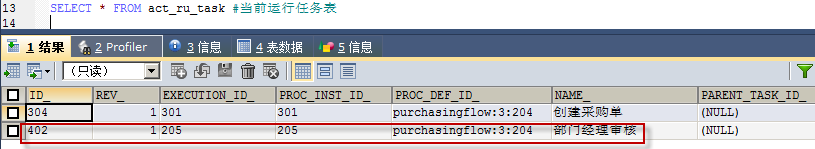 13 SELECT * FROM act_ru_task #当前运行任务表
14
1 结果 2 Profiler 3 信息 4 表数据 5 信息
（只读）
ID_ REV_ EXECUTION_ID_ PROC_INST_ID_ PROC_DEF_ID_ NAME_ PARENT_TASK_ID_
304 1 301 301 purchasingflow:3:204 创建采购单 (NULL)
402 1 205 205 purchasingflow:3:204 部门经理审核 (NULL)